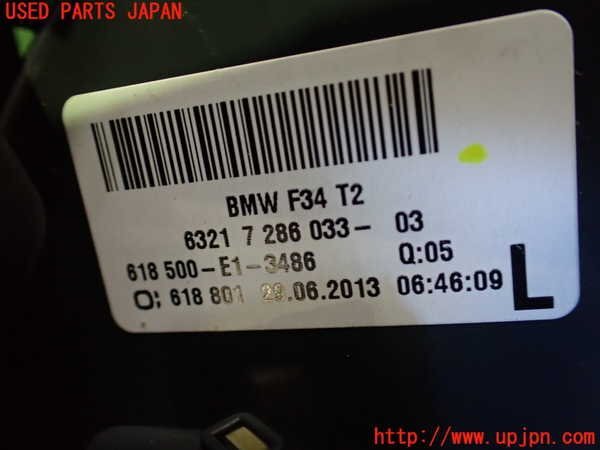 USED PARTS JAPAN
BMW F34 T2
6321 7 286 033- 03
618 500-E1-3486 Q:05
O; 618 801 29.06.2013 06:46:09 L
http://www.upjpn.com/